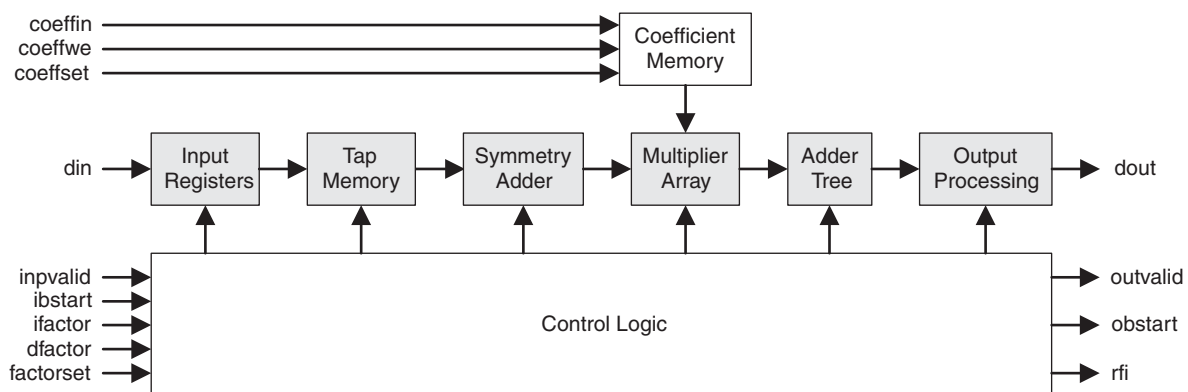 coeffin
coeffwe
coeffset
Coefficient
Memory
din
Input
Registers
Tap
Memory
Symmetry
Adder
Multiplier
Array
Adder
Tree
Output
Processing
dout
inpvalid
ibstart
ifactor
dfactor
factorset
Control Logic
outvalid
obstart
rfi